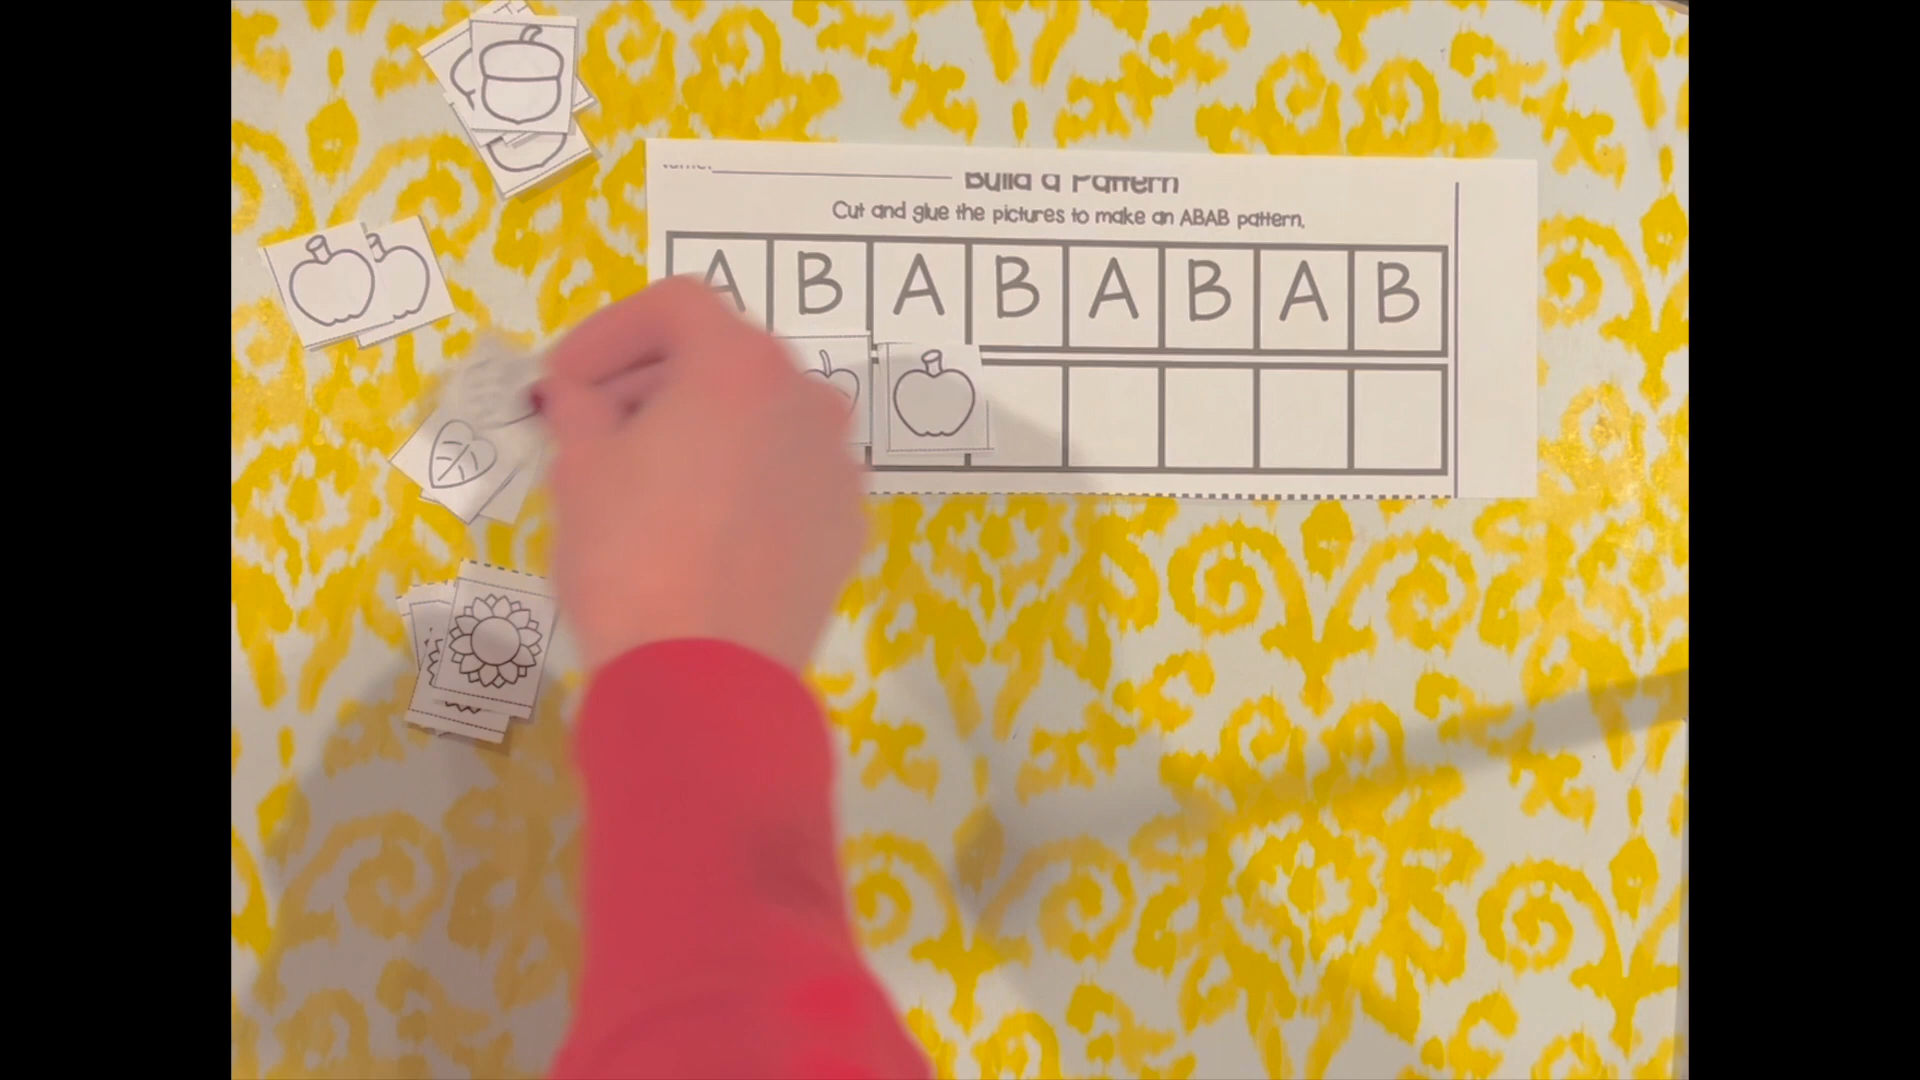 Build a Pattern
Cut and glue the pictures to make an ABAB pattern.
A B A B A B A B